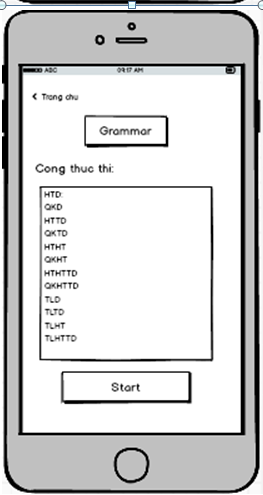 ABC 09:17 AM
< Trang chu
Grammar
Cong thuc thi:
HTD:
QKD
HTTD
QKTD
HTHT
QKHT
HTHTTD
QKHTTD
TLD
TLTD
TLHT
TLHTTD
Start